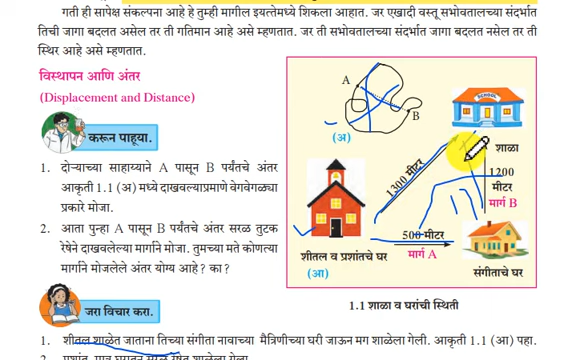 गती ही सापेक्ष संकल्पना आहे हे तुम्ही मागील इयत्तेमध्ये शिकला आहात. जर एखादी वस्तू सभोवतालच्या संदर्भात
तिची जागा बदलत असेल तर ती गतिमान आहे असे म्हणतात. जर ती सभोवतालच्या संदर्भात जागा बदलत नसेल तर ती
स्थिर आहे असे म्हणतात.
विस्थापन आणि अंतर
(Displacement and Distance)
करून पाहूया.
1. दोऱ्याच्या साहाय्याने A पासून B पर्यंतचे अंतर
आकृती 1.1 (अ) मध्ये दाखवल्याप्रमाणे वेगवेगळ्या
प्रकारे मोजा.
2. आता पुन्हा A पासून B पर्यंतचे अंतर सरळ तुटक
रेषेने दाखवलेल्या मार्गाने मोजा. तुमच्या मते कोणत्या
मार्गाने मोजलेले अंतर योग्य आहे? का?
जरा विचार करा.
A
B
(अ)
SCHOOL
शाळा
1300 मीटर
1200
मीटर
मार्ग B
500 मीटर
मार्ग A
शीतल व प्रशांतचे घर
(आ)
संगीताचे घर
1.1 शाळा व घरांची स्थिती
1. शीतल शाळेत जाताना तिच्या संगीता नावाच्या मैत्रिणीच्या घरी जाऊन मग शाळेला गेली. आकृती 1.1 (आ) पहा.
2. प्रशांत मात्र घरातून सरळ रेषेत शाळेला गेला.